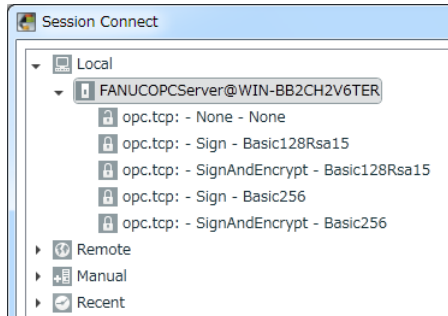 Session Connect
Local
FANUCOPCServer@WIN-BB2CH2V6TER
opc.tcp: - None - None
opc.tcp: - Sign - Basic128Rsa15
opc.tcp: - SignAndEncrypt - Basic128Rsa15
opc.tcp: - Sign - Basic256
opc.tcp: - SignAndEncrypt - Basic256
Remote
Manual
Recent